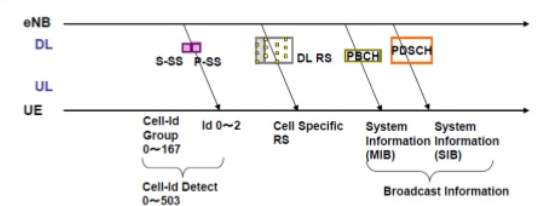 eNB
DL
S-SS P-SS
DL RS
PBCH
PDSCH
UL
UE
Cell-Id
Group
0～167
Id 0～2
Cell Specific
RS
System
Information
(MIB)
System
Information
(SIB)
Cell-Id Detect
0～503
Broadcast Information